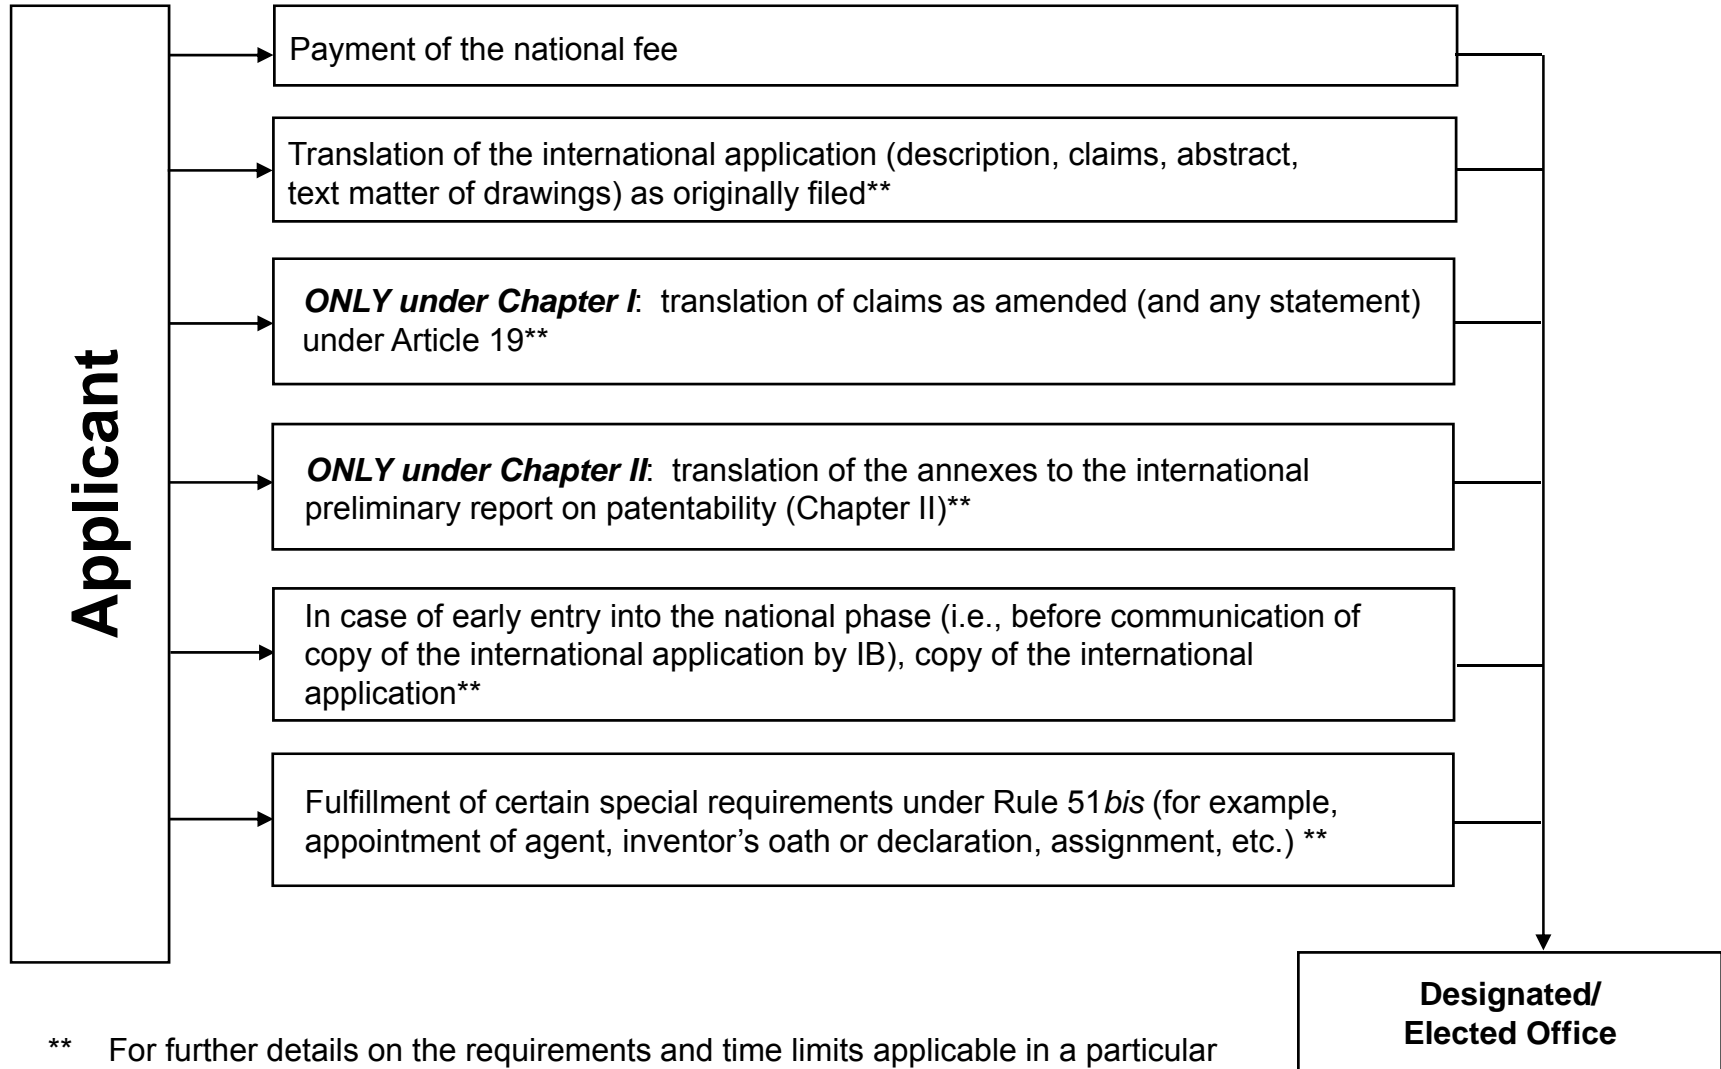 Applicant
Payment of the national fee
Translation of the international application (description, claims, abstract,
text matter of drawings) as originally filed**
ONLY under Chapter I:  translation of claims as amended (and any statement)
under Article 19**
ONLY under Chapter II:  translation of the annexes to the international
preliminary report on patentability (Chapter II)**
In case of early entry into the national phase (i.e., before communication of
copy of the international application by IB), copy of the international
application**
Fulfillment of certain special requirements under Rule 51bis (for example,
appointment of agent, inventor’s oath or declaration, assignment, etc.) **
Designated/
Elected Office
** For further details on the requirements and time limits applicable in a particular